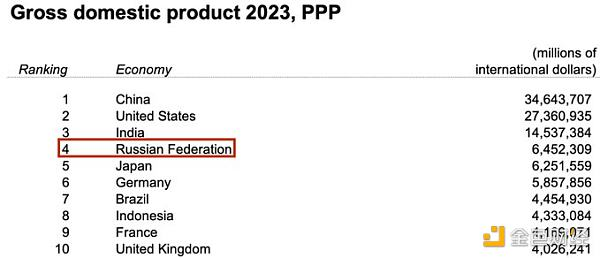 Gross domestic product 2023, PPP
(millions of
Ranking Economy international dollars)
1 China 34,643,707
2 United States 27,360,935
3 India 14,537,384
4 Russian Federation 6,452,309
5 Japan 6,251,559
6 Germany 5,857,856
7 Brazil 4,454,930
8 Indonesia 4,333,084
9 France 4,169,071
10 United Kingdom 4,026,241
金色财经